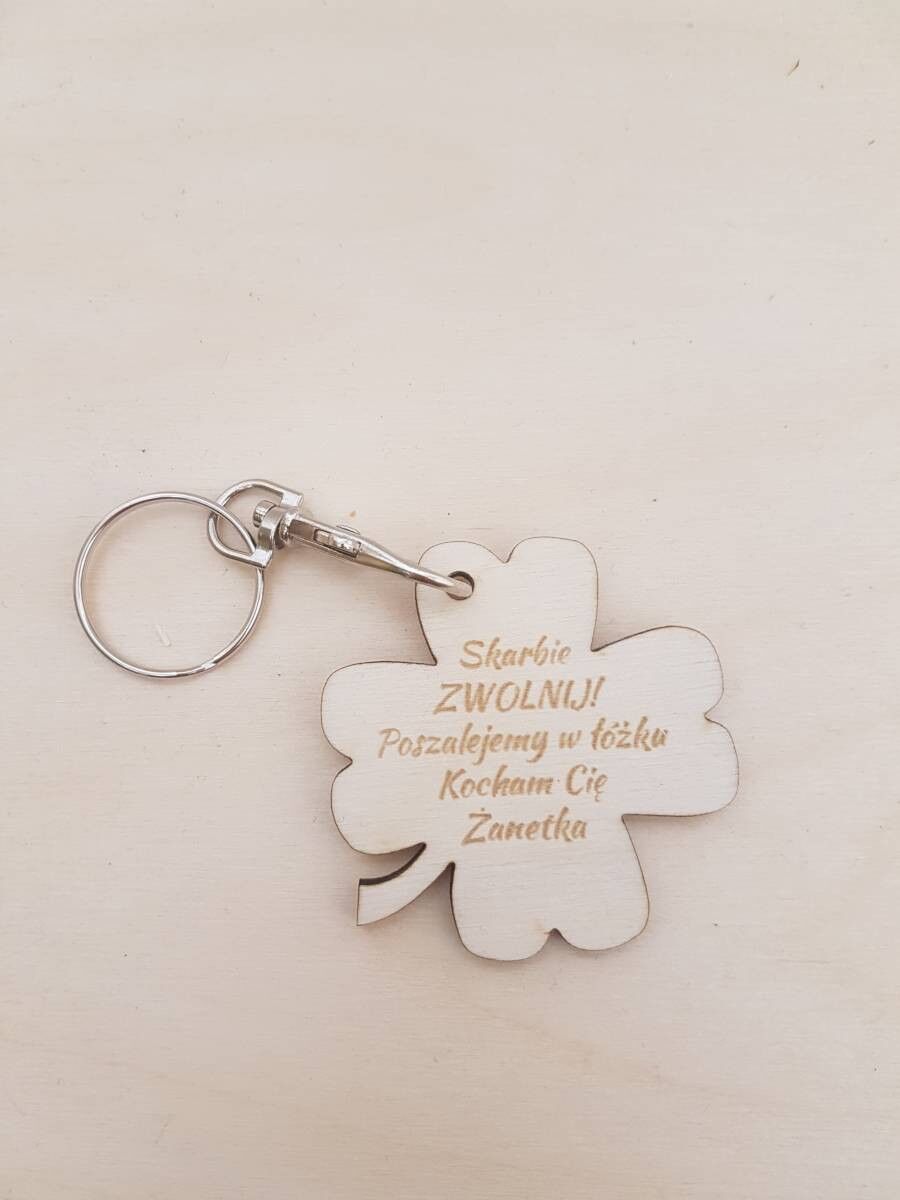 Skarbie
ZWOLNIJ!
Poszalejemy w łóżku
Kocham Cię
Żanetka